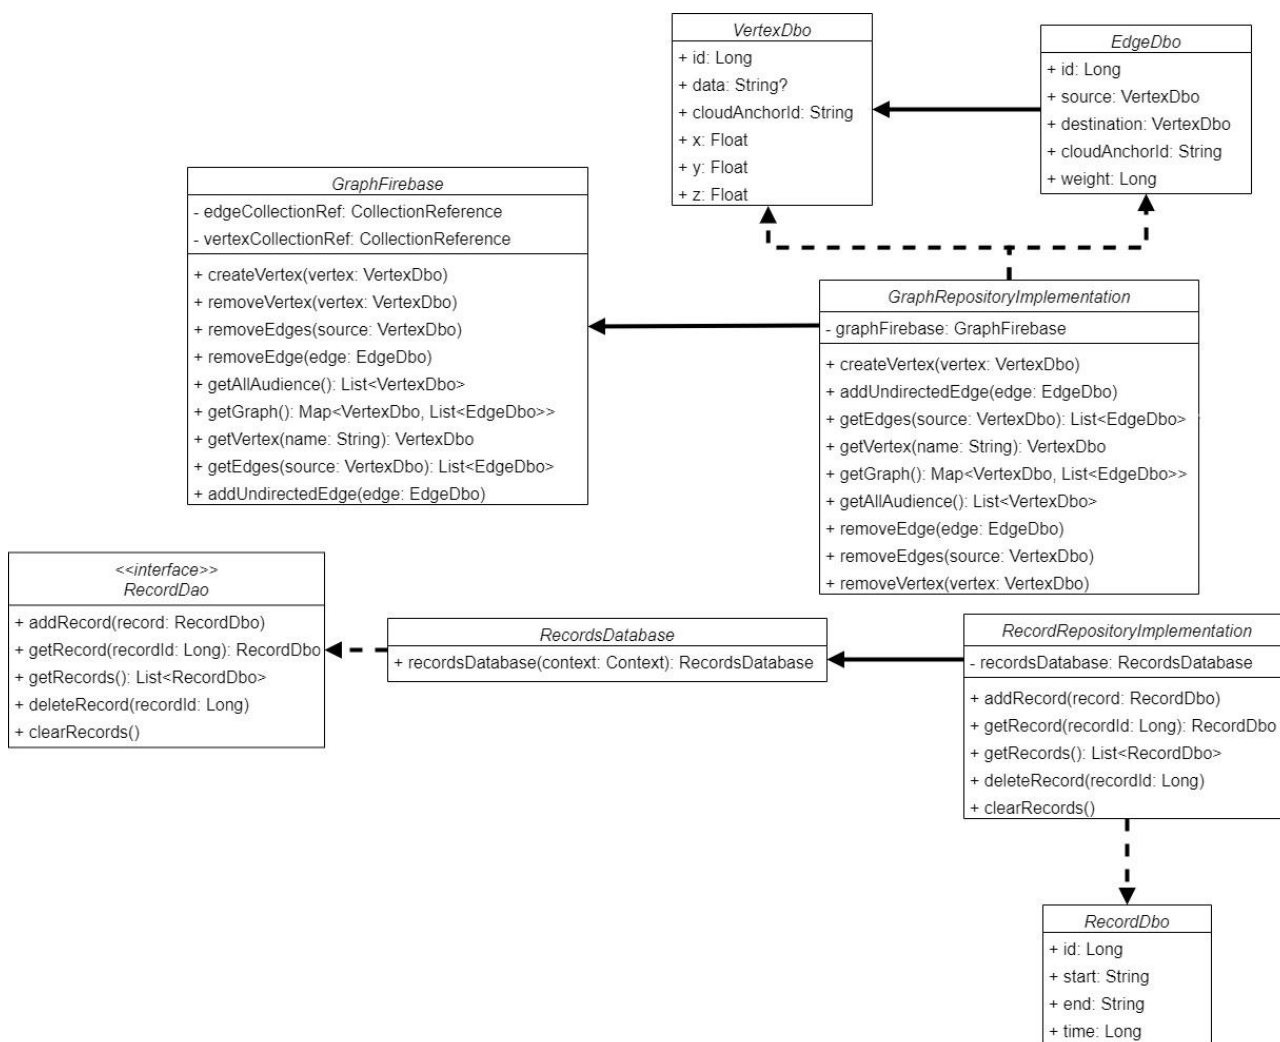 VertexDbo
+ id: Long
+ data: String?
+ cloudAnchorId: String
+ x: Float
+ y: Float
+ z: Float
EdgeDbo
+ id: Long
+ source: VertexDbo
+ destination: VertexDbo
+ cloudAnchorId: String
+ weight: Long
GraphFirebase
- edgeCollectionRef: CollectionReference
- vertexCollectionRef: CollectionReference
+ createVertex(vertex: VertexDbo)
+ removeVertex(vertex: VertexDbo)
+ removeEdges(source: VertexDbo)
+ removeEdge(edge: EdgeDbo)
+ getAllAudience(): List<VertexDbo>
+ getGraph(): Map<VertexDbo, List<EdgeDbo>>
+ getVertex(name: String): VertexDbo
+ getEdges(source: VertexDbo): List<EdgeDbo>
+ addUndirectedEdge(edge: EdgeDbo)
GraphRepositoryImplementation
- graphFirebase: GraphFirebase
+ createVertex(vertex: VertexDbo)
+ addUndirectedEdge(edge: EdgeDbo)
+ getEdges(source: VertexDbo): List<EdgeDbo>
+ getVertex(name: String): VertexDbo
+ getGraph(): Map<VertexDbo, List<EdgeDbo>>
+ getAllAudience(): List<VertexDbo>
+ removeEdge(edge: EdgeDbo)
+ removeEdges(source: VertexDbo)
+ removeVertex(vertex: VertexDbo)
<<interface>>
RecordDao
+ addRecord(record: RecordDbo)
+ getRecord(recordId: Long): RecordDbo
+ getRecords(): List<RecordDbo>
+ deleteRecord(recordId: Long)
+ clearRecords()
RecordsDatabase
+ recordsDatabase(context: Context): RecordsDatabase
RecordRepositoryImplementation
- recordsDatabase: RecordsDatabase
+ addRecord(record: RecordDbo)
+ getRecord(recordId: Long): RecordDbo
+ getRecords(): List<RecordDbo>
+ deleteRecord(recordId: Long)
+ clearRecords()
RecordDbo
+ id: Long
+ start: String
+ end: String
+ time: Long